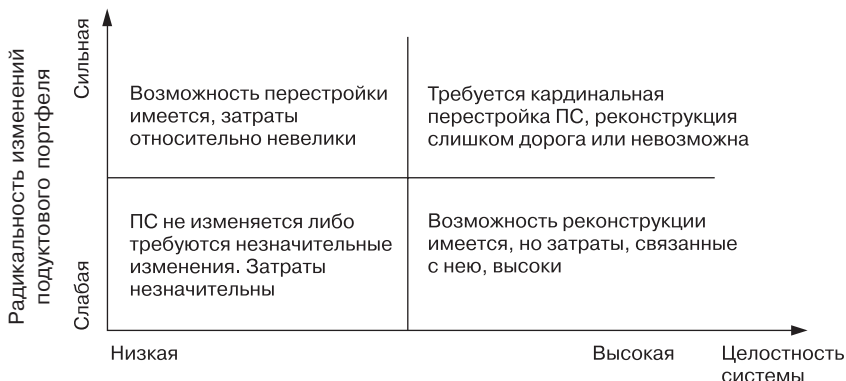 Радикальность изменений
подуктового портфеля
Сильная
Слабая
Возможность перестройки
имеется, затраты
относительно невелики
Требуется кардинальная
перестройка ПС, реконструкция
слишком дорога или невозможна
ПС не изменяется либо
требуются незначительные
изменения. Затраты
незначительны
Возможность реконструкции
имеется, но затраты, связанные
с нею, высоки
Низкая
Высокая
Целостность
системы